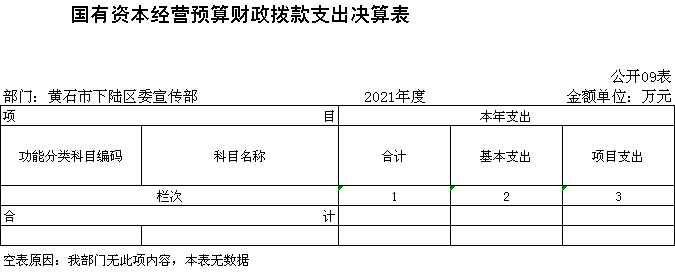 国有资本经营预算财政拨款支出决算表
公开09表
部门：黄石市下陆区委宣传部 2021年度 金额单位：万元
项 目 本年支出
功能分类科目编码 科目名称 合计 基本支出 项目支出
栏次 1 2 3
合 计
空表原因：我部门无此项内容，本表无数据